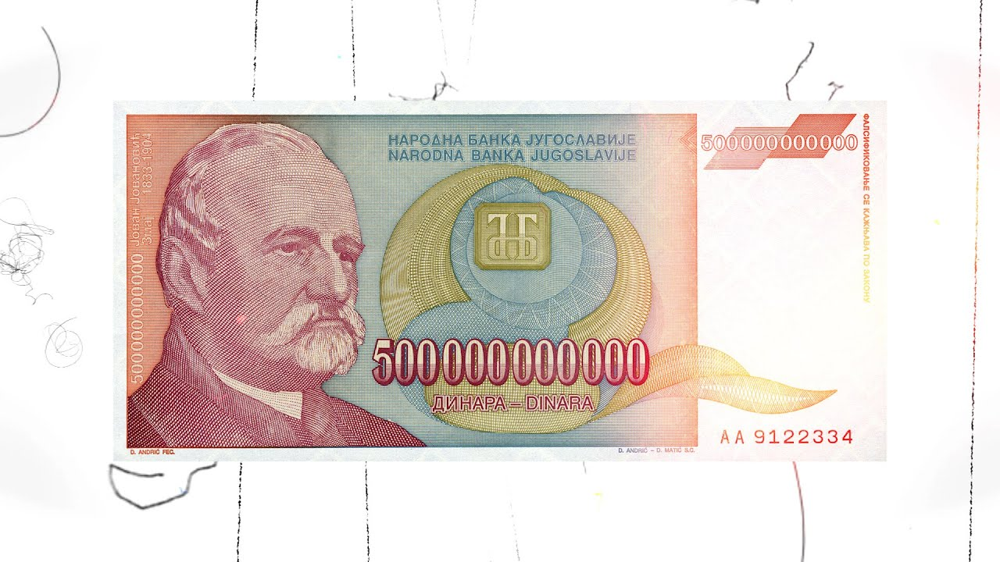 Јован Јовановић
Змај 1833-1904
500000000000
НАРОДНА БАНКА ЈУГОСЛАВИЈЕ
NARODNA BANKA JUGOSLAVIJE
500000000000
ФАЛСИФИКОВАЊЕ СЕ КАЖЊАВА ПО ЗАКОНУ
500 000 000 000
ДИНАРА – DINARA
AA 9122334
D. ANDRIĆ FEC.
D. ANDRIĆ – D. MATIĆ S.C.